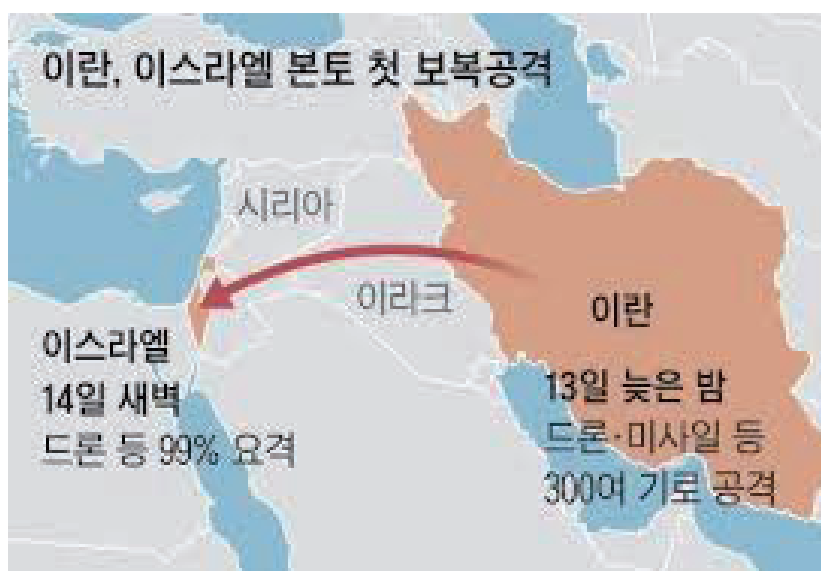 이란, 이스라엘 본토 첫 보복공격
시리아
이라크
이란
이스라엘
14일 새벽
드론 등 99% 요격
13일 늦은 밤
드론·미사일 등
300여 기로 공격